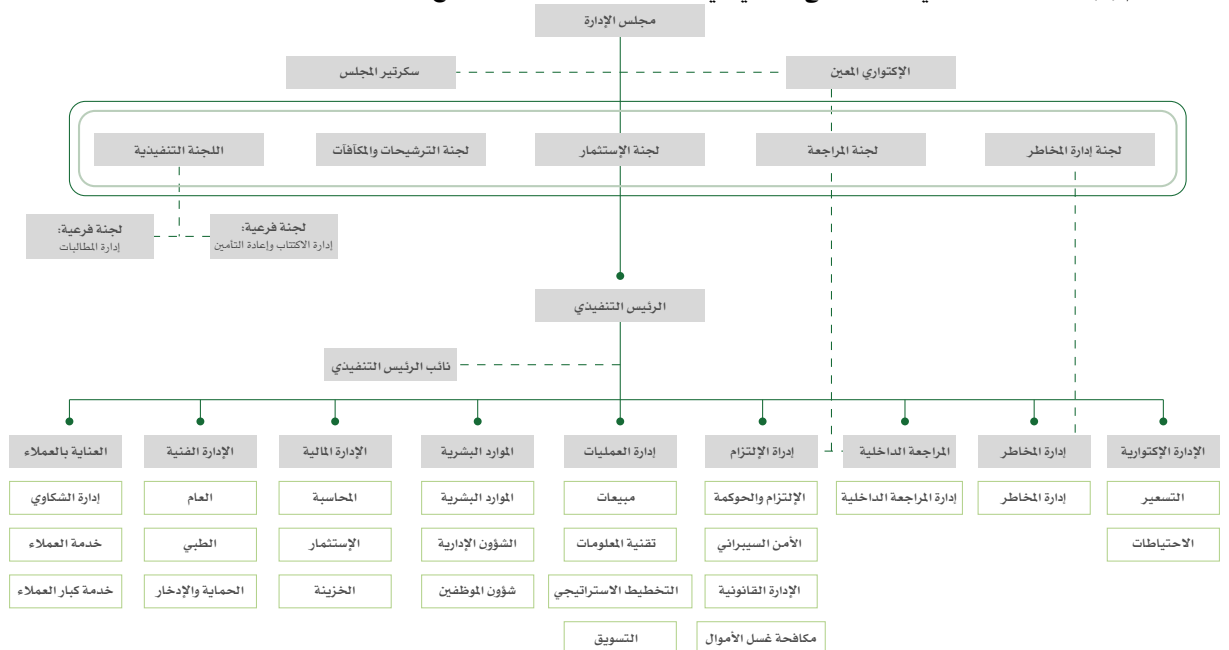 مجلس الإدارة
الإكتواري المعين
سكرتير المجلس
لجنة إدارة المخاطر
لجنة المراجعة
لجنة الإستثمار
لجنة الترشيحات والمكآفآت
اللجنة التنفيذية
لجنة فرعية:
إدارة الاكتتاب وإعادة التأمين
لجنة فرعية:
إدارة المطالبات
الرئيس التنفيذي
نائب الرئيس التنفيذي
الإدارة الإكتوارية
إدارة المخاطر
المراجعة الداخلية
إدراة الإلتزام
إدارة العمليات
الموارد البشرية
الإدارة المالية
الإدارة الفنية
العناية بالعملاء
التسعير
إدارة المخاطر
إدارة المراجعة الداخلية
الإلتزام والحوكمة
مبيعات
الموارد البشرية
المحاسبة
العام
إدارة الشكاوي
الاحتياطات
الأمن السيبراني
تقنية المعلومات
الشؤون الإدارية
الإستثمار
الطبي
خدمة العملاء
الإدارة القانونية
التخطيط الاستراتيجي
شؤون الموظفين
الخزينة
الحماية والإدخار
خدمة كبار العملاء
مكافحة غسل الأموال
التسويق